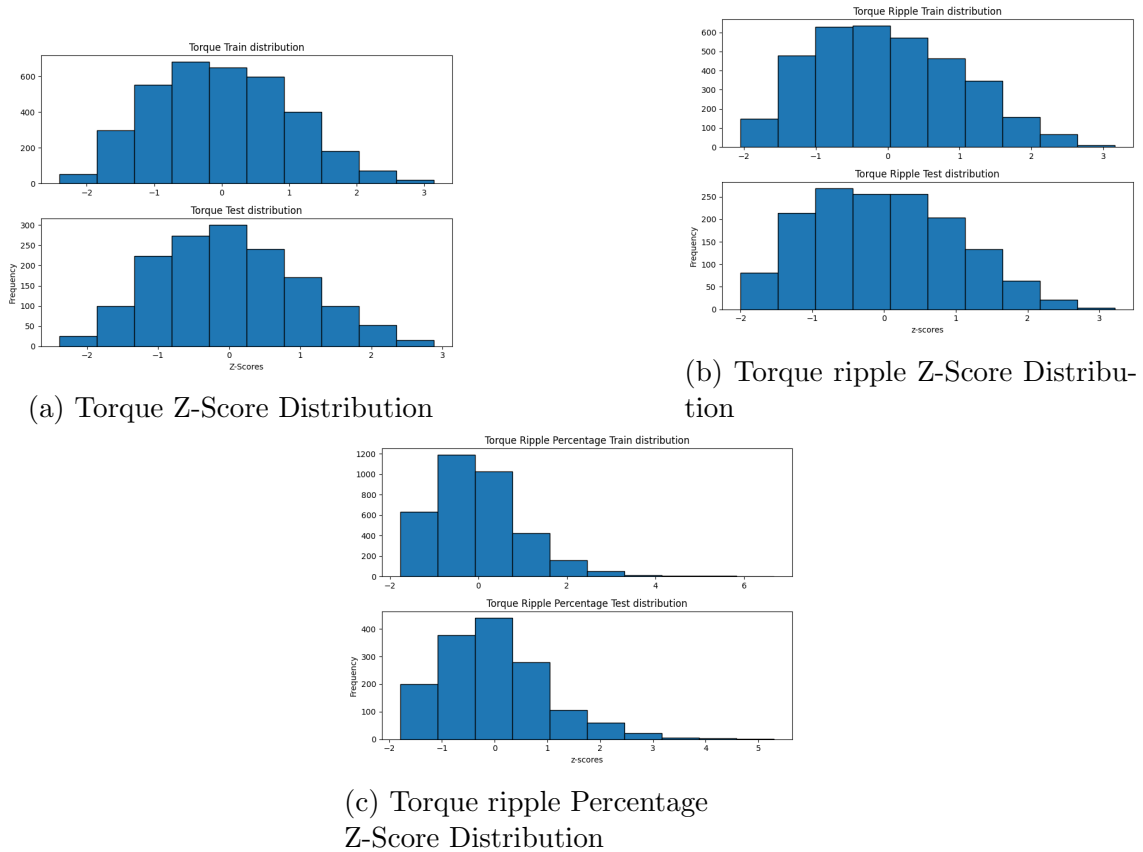 Torque Train distribution
600
400
200
0
−2 −1 0 1 2 3
Torque Test distribution
300
250
200
150
100
50
0
Frequency
−2 −1 0 1 2 3
Z-Scores
(a) Torque Z-Score Distribution
Torque Ripple Train distribution
600
500
400
300
200
100
0
−2 −1 0 1 2 3
Torque Ripple Test distribution
250
200
150
100
50
0
Frequency
−2 −1 0 1 2 3
z-scores
(b) Torque ripple Z-Score Distribu-
tion
Torque Ripple Percentage Train distribution
1200
1000
800
600
400
200
0
−2 0 2 4 6
Torque Ripple Percentage Test distribution
400
300
200
100
0
Frequency
−2 −1 0 1 2 3 4 5
z-scores
(c) Torque ripple Percentage
Z-Score Distribution